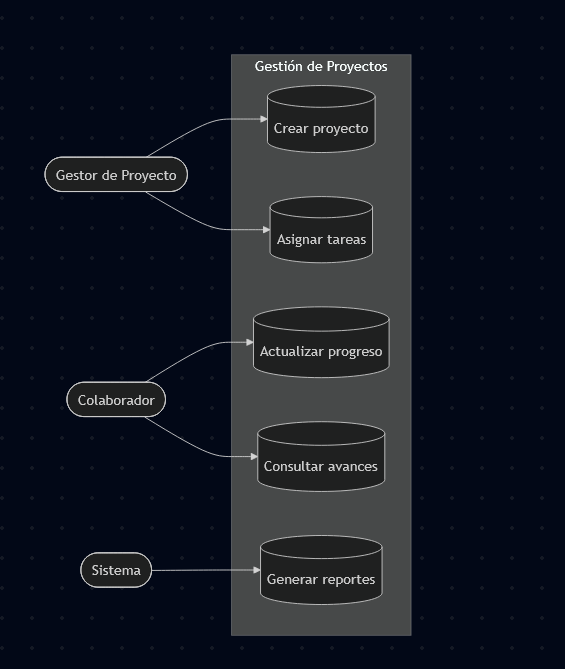 Gestión de Proyectos
Crear proyecto
Gestor de Proyecto
Asignar tareas
Actualizar progreso
Colaborador
Consultar avances
Sistema
Generar reportes